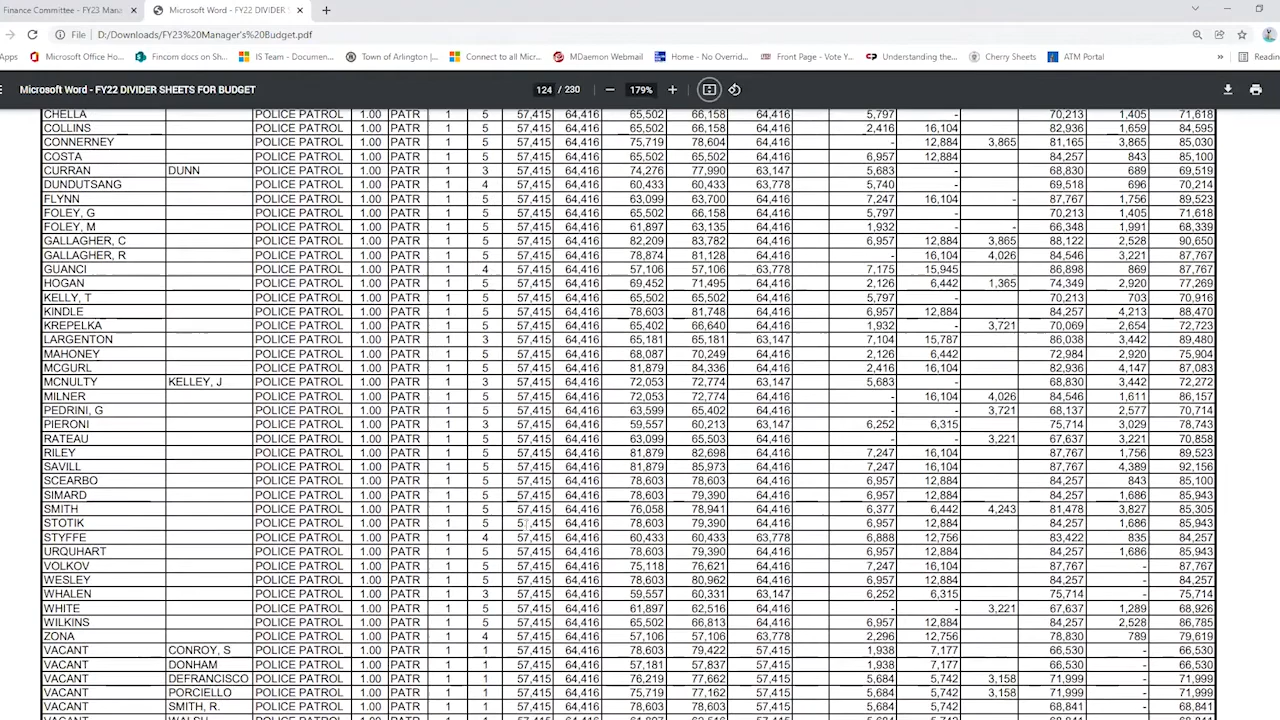 Finance Committee - FY23 Mana
Microsoft Word - FY22 DIVIDER S
File D:/Downloads/FY23%20Manager's%20Budget.pdf
Apps Microsoft Office Ho... Fincom docs on Sh... IS Team - Documen... Town of Arlington |... Connect to all Micr... MDaemon Webmail Home - No Overrid... Front Page - Vote Y... Understanding the... Cherry Sheets ATM Portal » Readin
Microsoft Word - FY22 DIVIDER SHEETS FOR BUDGET 124 / 230 179%
CHELLA POLICE PATROL 1.00 PATR 1 5 57,415 64,416 65,502 66,158 64,416 5,797 - 70,213 1,405 71,618
COLLINS POLICE PATROL 1.00 PATR 1 5 57,415 64,416 65,502 66,158 64,416 2,416 16,104 82,936 1,659 84,595
CONNERNEY POLICE PATROL 1.00 PATR 1 5 57,415 64,416 75,719 78,604 64,416 - 12,884 3,865 81,165 3,865 85,030
COSTA POLICE PATROL 1.00 PATR 1 5 57,415 64,416 65,502 65,502 64,416 6,957 12,884 84,257 843 85,100
CURRAN DUNN POLICE PATROL 1.00 PATR 1 3 57,415 64,416 74,276 77,990 63,147 5,683 - 68,830 689 69,519
DUNDUTSANG POLICE PATROL 1.00 PATR 1 4 57,415 64,416 60,433 60,433 63,778 5,740 - 69,518 696 70,214
FLYNN POLICE PATROL 1.00 PATR 1 5 57,415 64,416 63,099 63,700 64,416 7,247 16,104 - 87,767 1,756 89,523
FOLEY, G POLICE PATROL 1.00 PATR 1 5 57,415 64,416 65,502 66,158 64,416 5,797 - 70,213 1,405 71,618
FOLEY, M POLICE PATROL 1.00 PATR 1 5 57,415 64,416 61,897 63,135 64,416 1,932 - - 66,348 1,991 68,339
GALLAGHER, C POLICE PATROL 1.00 PATR 1 5 57,415 64,416 82,209 83,782 64,416 6,957 12,884 3,865 88,122 2,528 90,650
GALLAGHER, R POLICE PATROL 1.00 PATR 1 5 57,415 64,416 78,874 81,128 64,416 - 16,104 4,026 84,546 3,221 87,767
GUANCI POLICE PATROL 1.00 PATR 1 4 57,415 64,416 57,106 57,106 63,778 7,175 15,945 86,898 869 87,767
HOGAN POLICE PATROL 1.00 PATR 1 5 57,415 64,416 69,452 71,495 64,416 2,126 6,442 1,365 74,349 2,920 77,269
KELLY, T POLICE PATROL 1.00 PATR 1 5 57,415 64,416 65,502 65,502 64,416 5,797 - 70,213 703 70,916
KINDLE POLICE PATROL 1.00 PATR 1 5 57,415 64,416 78,603 81,748 64,416 6,957 12,884 84,257 4,213 88,470
KREPELKA POLICE PATROL 1.00 PATR 1 5 57,415 64,416 65,402 66,640 64,416 1,932 - 3,721 70,069 2,654 72,723
LARGENTON POLICE PATROL 1.00 PATR 1 3 57,415 64,416 65,181 65,181 63,147 7,104 15,787 86,038 3,442 89,480
MAHONEY POLICE PATROL 1.00 PATR 1 5 57,415 64,416 68,087 70,249 64,416 2,126 6,442 72,984 2,920 75,904
MCGURL POLICE PATROL 1.00 PATR 1 5 57,415 64,416 81,879 84,336 64,416 2,416 16,104 82,936 4,147 87,083
MCNULTY KELLEY, J POLICE PATROL 1.00 PATR 1 3 57,415 64,416 72,053 72,774 63,147 5,683 - 68,830 3,442 72,272
MILNER POLICE PATROL 1.00 PATR 1 5 57,415 64,416 72,053 72,774 64,416 - 16,104 4,026 84,546 1,611 86,157
PEDRINI, G POLICE PATROL 1.00 PATR 1 5 57,415 64,416 63,599 65,402 64,416 - 3,721 68,137 2,577 70,714
PIERONI POLICE PATROL 1.00 PATR 1 3 57,415 64,416 59,557 60,213 63,147 6,252 6,315 75,714 3,029 78,743
RATEAU POLICE PATROL 1.00 PATR 1 5 57,415 64,416 63,099 65,503 64,416 - - 3,221 67,637 3,221 70,858
RILEY POLICE PATROL 1.00 PATR 1 5 57,415 64,416 81,879 82,698 64,416 7,247 16,104 87,767 1,756 89,523
SAVILL POLICE PATROL 1.00 PATR 1 5 57,415 64,416 81,879 85,973 64,416 7,247 16,104 87,767 4,389 92,156
SCEARBO POLICE PATROL 1.00 PATR 1 5 57,415 64,416 78,603 78,603 64,416 6,957 12,884 84,257 843 85,100
SIMARD POLICE PATROL 1.00 PATR 1 5 57,415 64,416 78,603 79,390 64,416 6,957 12,884 84,257 1,686 85,943
SMITH POLICE PATROL 1.00 PATR 1 5 57,415 64,416 76,058 78,941 64,416 6,377 6,442 4,243 81,478 3,827 85,305
STOTIK POLICE PATROL 1.00 PATR 1 5 57,415 64,416 78,603 79,390 64,416 6,957 12,884 84,257 1,686 85,943
STYFFE POLICE PATROL 1.00 PATR 1 4 57,415 64,416 60,433 60,433 63,778 6,888 12,756 83,422 835 84,257
URQUHART POLICE PATROL 1.00 PATR 1 5 57,415 64,416 78,603 79,390 64,416 6,957 12,884 84,257 1,686 85,943
VOLKOV POLICE PATROL 1.00 PATR 1 5 57,415 64,416 75,118 76,621 64,416 7,247 16,104 87,767 - 87,767
WESLEY POLICE PATROL 1.00 PATR 1 5 57,415 64,416 78,603 80,962 64,416 6,957 12,884 84,257 - 84,257
WHALEN POLICE PATROL 1.00 PATR 1 3 57,415 64,416 59,557 60,331 63,147 6,252 6,315 75,714 - 75,714
WHITE POLICE PATROL 1.00 PATR 1 5 57,415 64,416 61,897 62,516 64,416 - - 3,221 67,637 1,289 68,926
WILKINS POLICE PATROL 1.00 PATR 1 5 57,415 64,416 65,502 66,813 64,416 6,957 12,884 84,257 2,528 86,785
ZONA POLICE PATROL 1.00 PATR 1 4 57,415 64,416 57,106 57,106 63,778 2,296 12,756 78,830 789 79,619
VACANT CONROY, S POLICE PATROL 1.00 PATR 1 1 57,415 64,416 78,603 79,422 57,415 1,938 7,177 66,530 - 66,530
VACANT DONHAM POLICE PATROL 1.00 PATR 1 1 57,415 64,416 57,181 57,837 57,415 1,938 7,177 66,530 - 66,530
VACANT DEFRANCISCO POLICE PATROL 1.00 PATR 1 1 57,415 64,416 76,219 77,662 57,415 5,684 5,742 3,158 71,999 - 71,999
VACANT PORCIELLO POLICE PATROL 1.00 PATR 1 1 57,415 64,416 75,719 77,162 57,415 5,684 5,742 3,158 71,999 - 71,999
VACANT SMITH, R. POLICE PATROL 1.00 PATR 1 1 57,415 64,416 78,603 78,603 57,415 5,684 5,742 68,841 - 68,841
VACANT WALSH POLICE PATROL 1.00 PATR 1 1 57,415 64,416 61,897 62,516 57,415 5,684 5,742 68,841 - 68,841